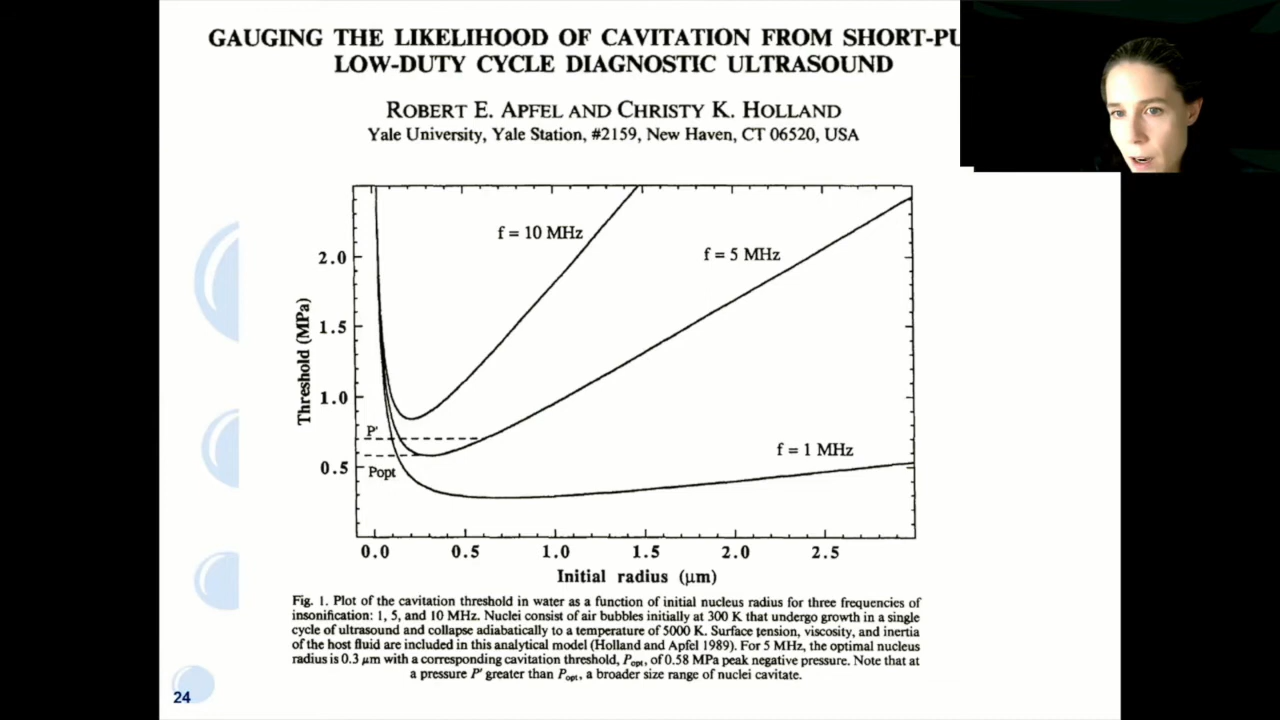 GAUGING THE LIKELIHOOD OF CAVITATION FROM SHORT-PU
LOW-DUTY CYCLE DIAGNOSTIC ULTRASOUND
ROBERT E. APFEL AND CHRISTY K. HOLLAND
Yale University, Yale Station, #2159, New Haven, CT 06520, USA
f = 10 MHz
f = 5 MHz
2.0
1.5
Threshold (MPa)
1.0
P'
f = 1 MHz
0.5
Popt
0.0 0.5 1.0 1.5 2.0 2.5
Initial radius (μm)
Fig. 1. Plot of the cavitation threshold in water as a function of initial nucleus radius for three frequencies of
insonification: 1, 5, and 10 MHz. Nuclei consist of air bubbles initially at 300 K that undergo growth in a single
cycle of ultrasound and collapse adiabatically to a temperature of 5000 K. Surface tension, viscosity, and inertia
of the host fluid are included in this analytical model (Holland and Apfel 1989). For 5 MHz, the optimal nucleus
radius is 0.3 μm with a corresponding cavitation threshold, Popt, of 0.58 MPa peak negative pressure. Note that at
a pressure P' greater than Popt, a broader size range of nuclei cavitate.
24